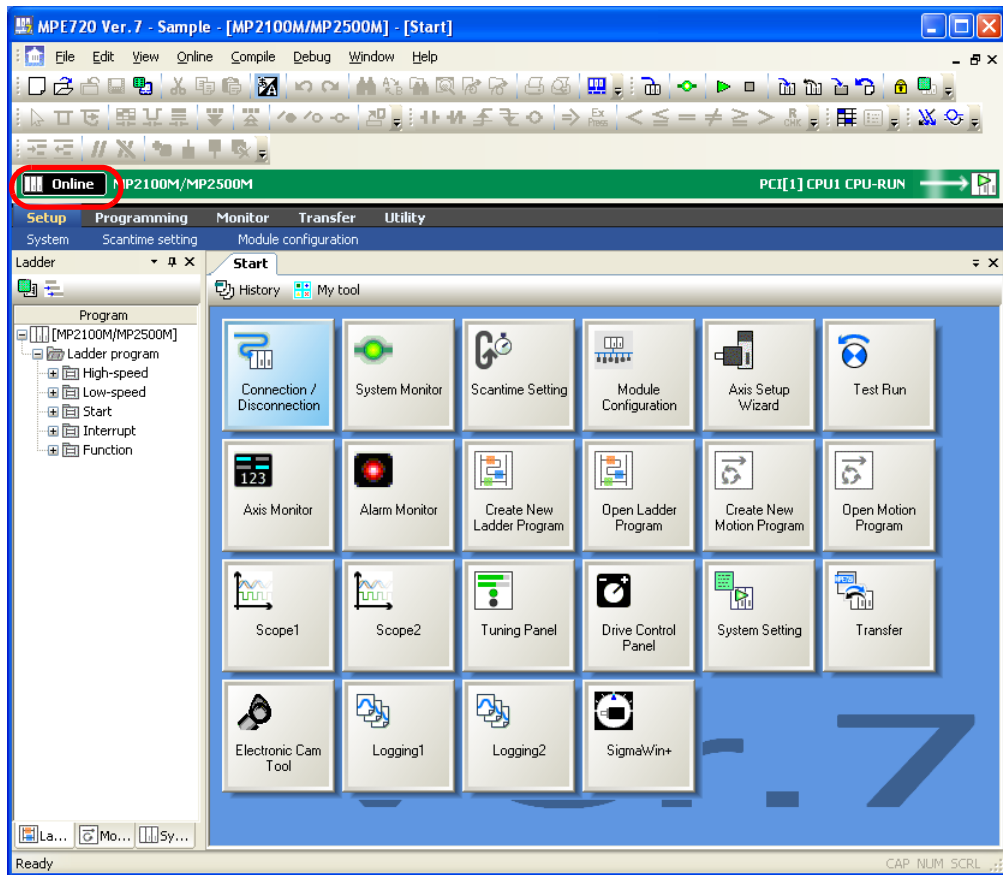 MPE720 Ver. 7 - Sample - [MP2100M/MP2500M] - [Start]
File Edit View Online Compile Debug Window Help
Online MP2100M/MP2500M PCI[1] CPU1 CPU-RUN
Setup Programming Monitor Transfer Utility
System Scantime setting Module configuration
Ladder
Start
History My tool
Program
[MP2100M/MP2500M]
Ladder program
High-speed
Low-speed
Start
Interrupt
Function
Connection / Disconnection
System Monitor
Scantime Setting
Module Configuration
Axis Setup Wizard
Test Run
123
Axis Monitor
Alarm Monitor
Create New Ladder Program
Open Ladder Program
Create New Motion Program
Open Motion Program
Scope1
Scope2
Tuning Panel
Drive Control Panel
System Setting
Transfer
Electronic Cam Tool
Logging1
Logging2
SigmaWin+
Ver.7
La... Mo... Sy...
Ready CAP NUM SCRL